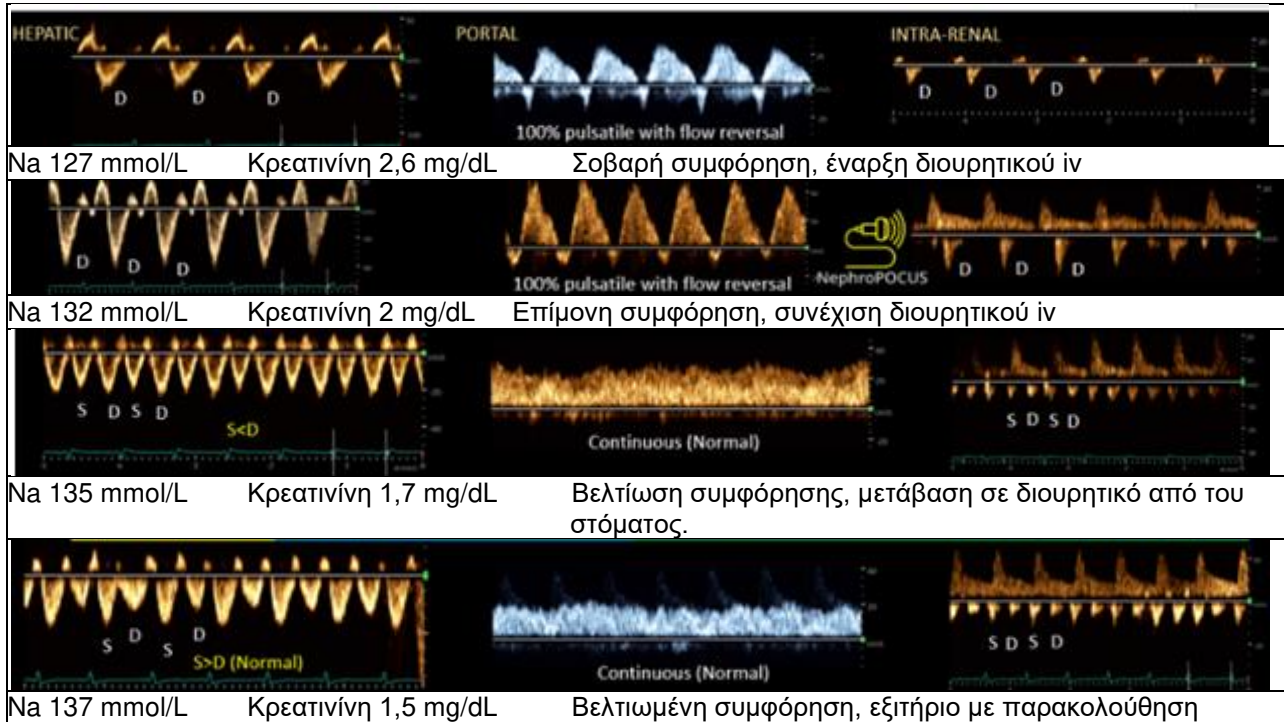 HEPATIC
PORTAL
INTRA-RENAL
D D D
D D D
100% pulsatile with flow reversal
Na 127 mmol/L Κρεατινίνη 2,6 mg/dL Σοβαρή συμφόρηση, έναρξη διουρητικού iv
D D D
100% pulsatile with flow reversal
NephroPOCUS
D D D
Na 132 mmol/L Κρεατινίνη 2 mg/dL Επίμονη συμφόρηση, συνέχιση διουρητικού iv
S D S D
S<D
Continuous (Normal)
S D S D
Na 135 mmol/L Κρεατινίνη 1,7 mg/dL Βελτίωση συμφόρησης, μετάβαση σε διουρητικό από του
στόματος.
S D S D
S>D (Normal)
Continuous (Normal)
S D S D
Na 137 mmol/L Κρεατινίνη 1,5 mg/dL Βελτιωμένη συμφόρηση, εξιτήριο με παρακολούθηση